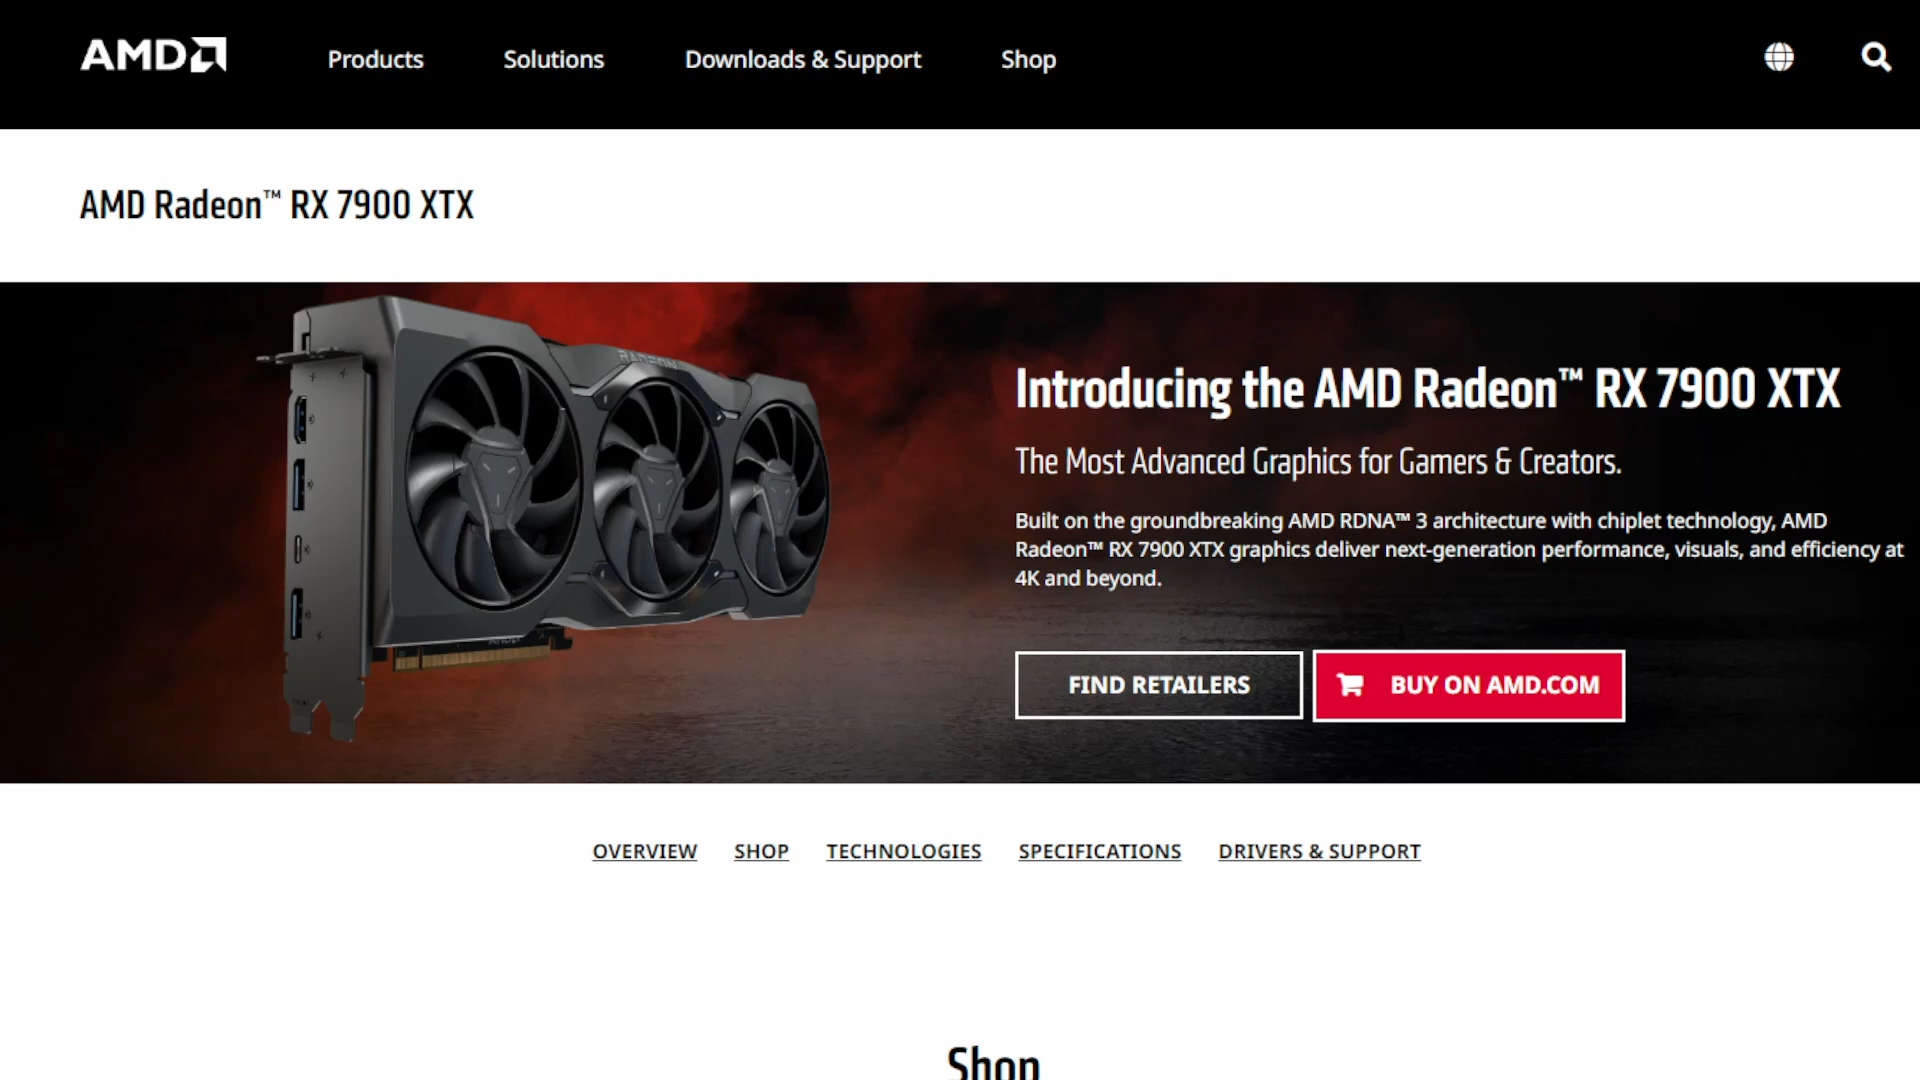 AMD
Products
Solutions
Downloads & Support
Shop
AMD Radeon™ RX 7900 XTX
RADEON
Introducing the AMD Radeon™ RX 7900 XTX
The Most Advanced Graphics for Gamers & Creators.
Built on the groundbreaking AMD RDNA™ 3 architecture with chiplet technology, AMD
Radeon™ RX 7900 XTX graphics deliver next-generation performance, visuals, and efficiency at
4K and beyond.
FIND RETAILERS
BUY ON AMD.COM
OVERVIEW
SHOP
TECHNOLOGIES
SPECIFICATIONS
DRIVERS & SUPPORT
Shop